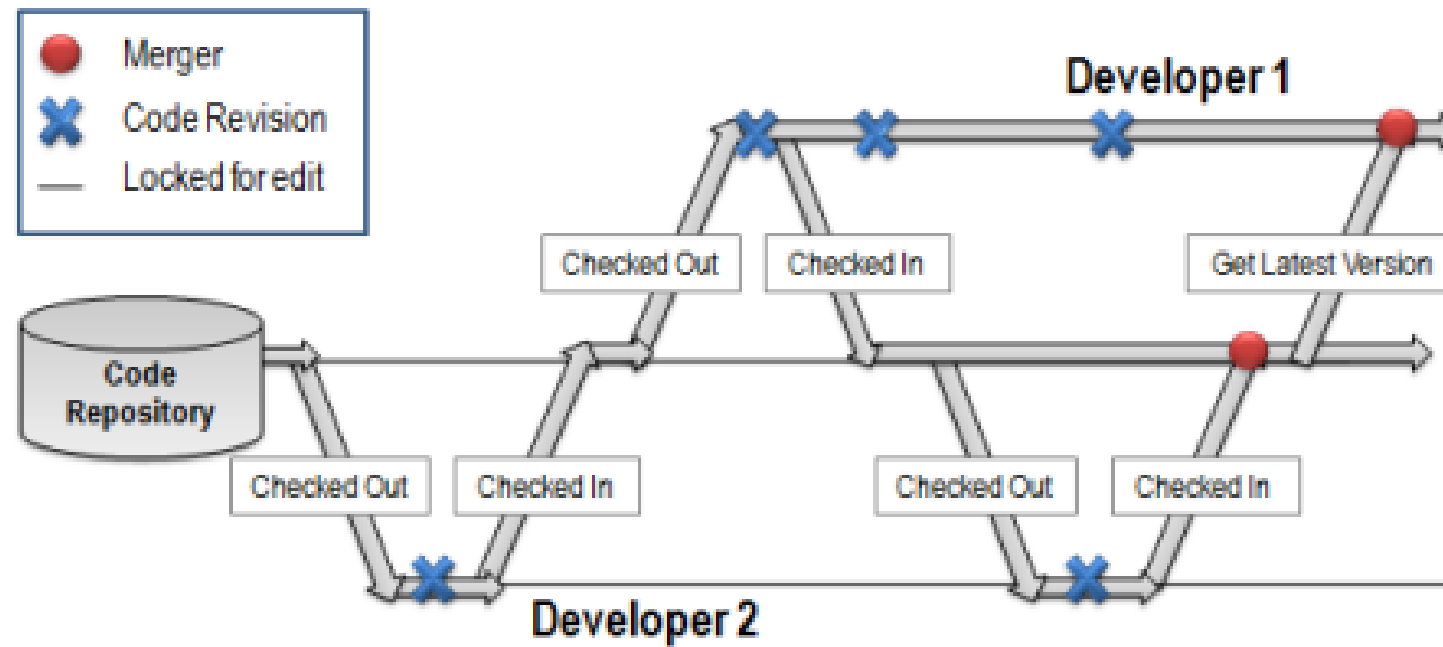 Merger
Code Revision
Locked for edit
Developer 1
Checked Out
Checked In
Get Latest Version
Code
Repository
Checked Out
Checked In
Checked Out
Checked In
Developer 2